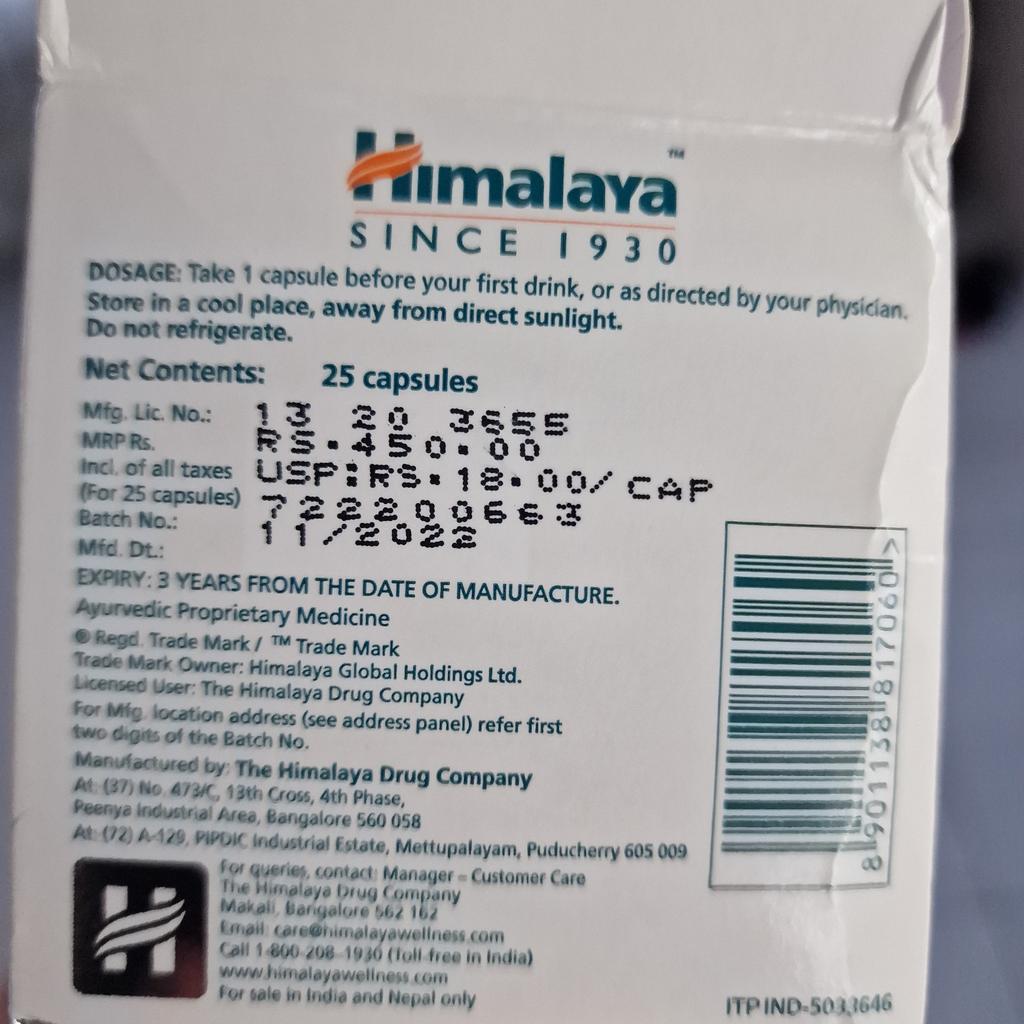 Himalaya™
SINCE 1930
DOSAGE: Take 1 capsule before your first drink, or as directed by your physician.
Store in a cool place, away from direct sunlight.
Do not refrigerate.
Net Contents: 25 capsules
Mfg. Lic. No.: 13 20 3655
MRP Rs. RS.450.00
Incl. of all taxes USP:RS.18.00/ CAP
(For 25 capsules)
Batch No.: 722200663
Mfd. Dt.: 11/2022
EXPIRY: 3 YEARS FROM THE DATE OF MANUFACTURE.
Ayurvedic Proprietary Medicine
® Regd. Trade Mark / ™ Trade Mark
Trade Mark Owner: Himalaya Global Holdings Ltd.
Licensed User: The Himalaya Drug Company
For Mfg. location address (see address panel) refer first
two digits of the Batch No.
Manufactured by: The Himalaya Drug Company
At: (37) No. 473/C, 13th Cross, 4th Phase,
Peenya Industrial Area, Bangalore 560 058
At: (72) A-129, PIPDIC Industrial Estate, Mettupalayam, Puducherry 605 009
For queries, contact: Manager – Customer Care
The Himalaya Drug Company
Makali, Bangalore 562 162
Email: care@himalayawellness.com
Call 1-800-208-1930 (toll-free in India)
www.himalayawellness.com
For sale in India and Nepal only
8 901138 817060 >
ITP IND-5033646